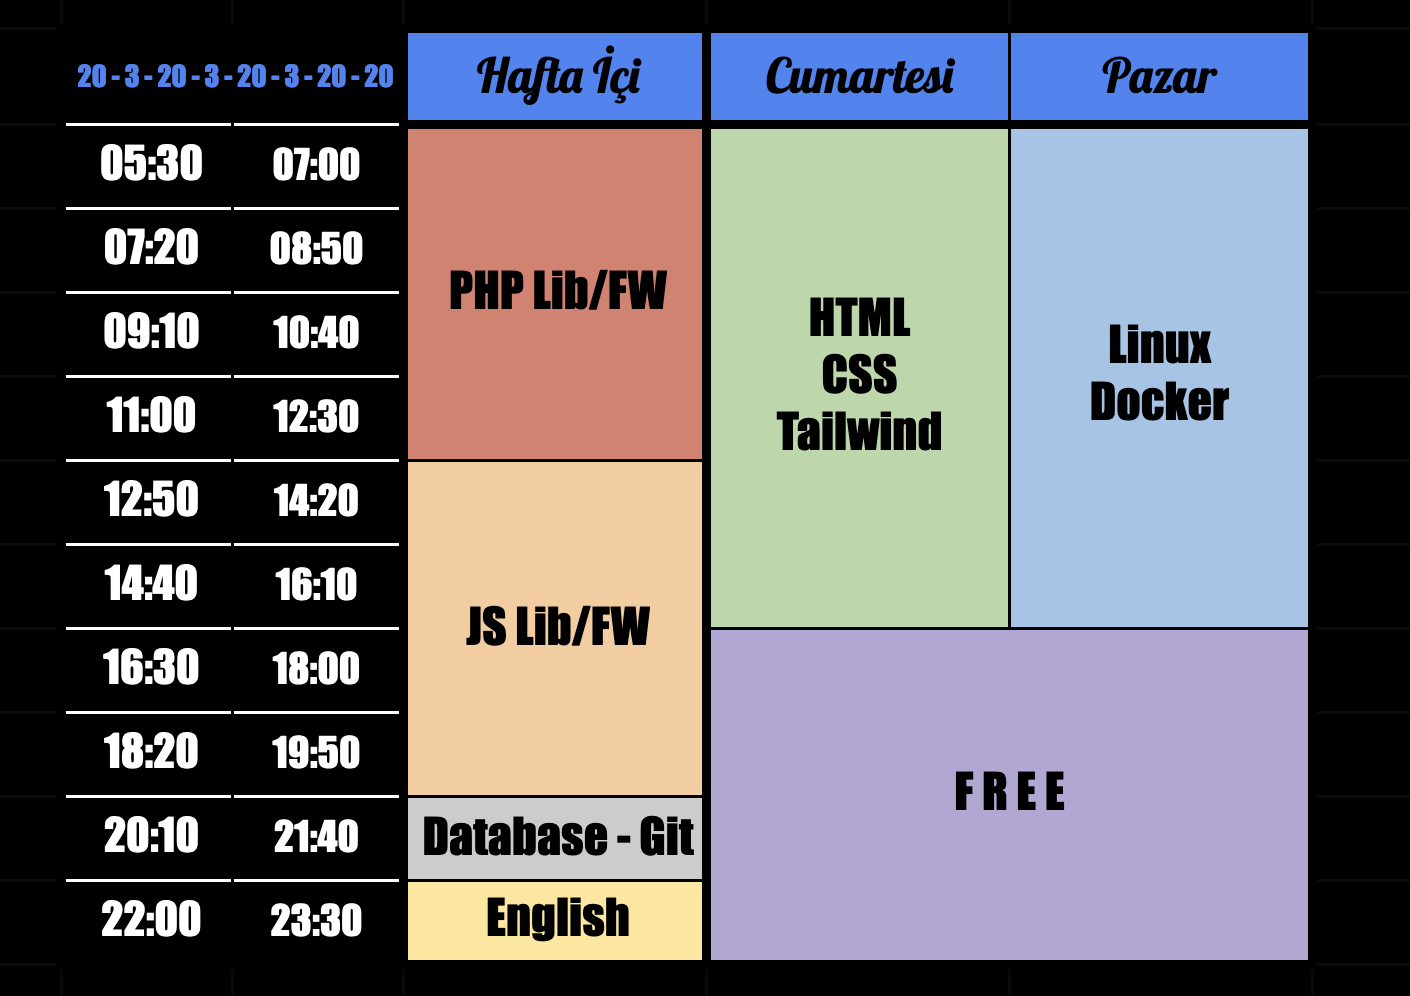 20 - 3 - 20 - 3 - 20 - 3 - 20 - 20
Hafta İçi
Cumartesi
Pazar
05:30 07:00
07:20 08:50
09:10 10:40
11:00 12:30
PHP Lib/FW
HTML
CSS
Tailwind
Linux
Docker
12:50 14:20
14:40 16:10
16:30 18:00
18:20 19:50
JS Lib/FW
FREE
20:10 21:40
Database - Git
22:00 23:30
English